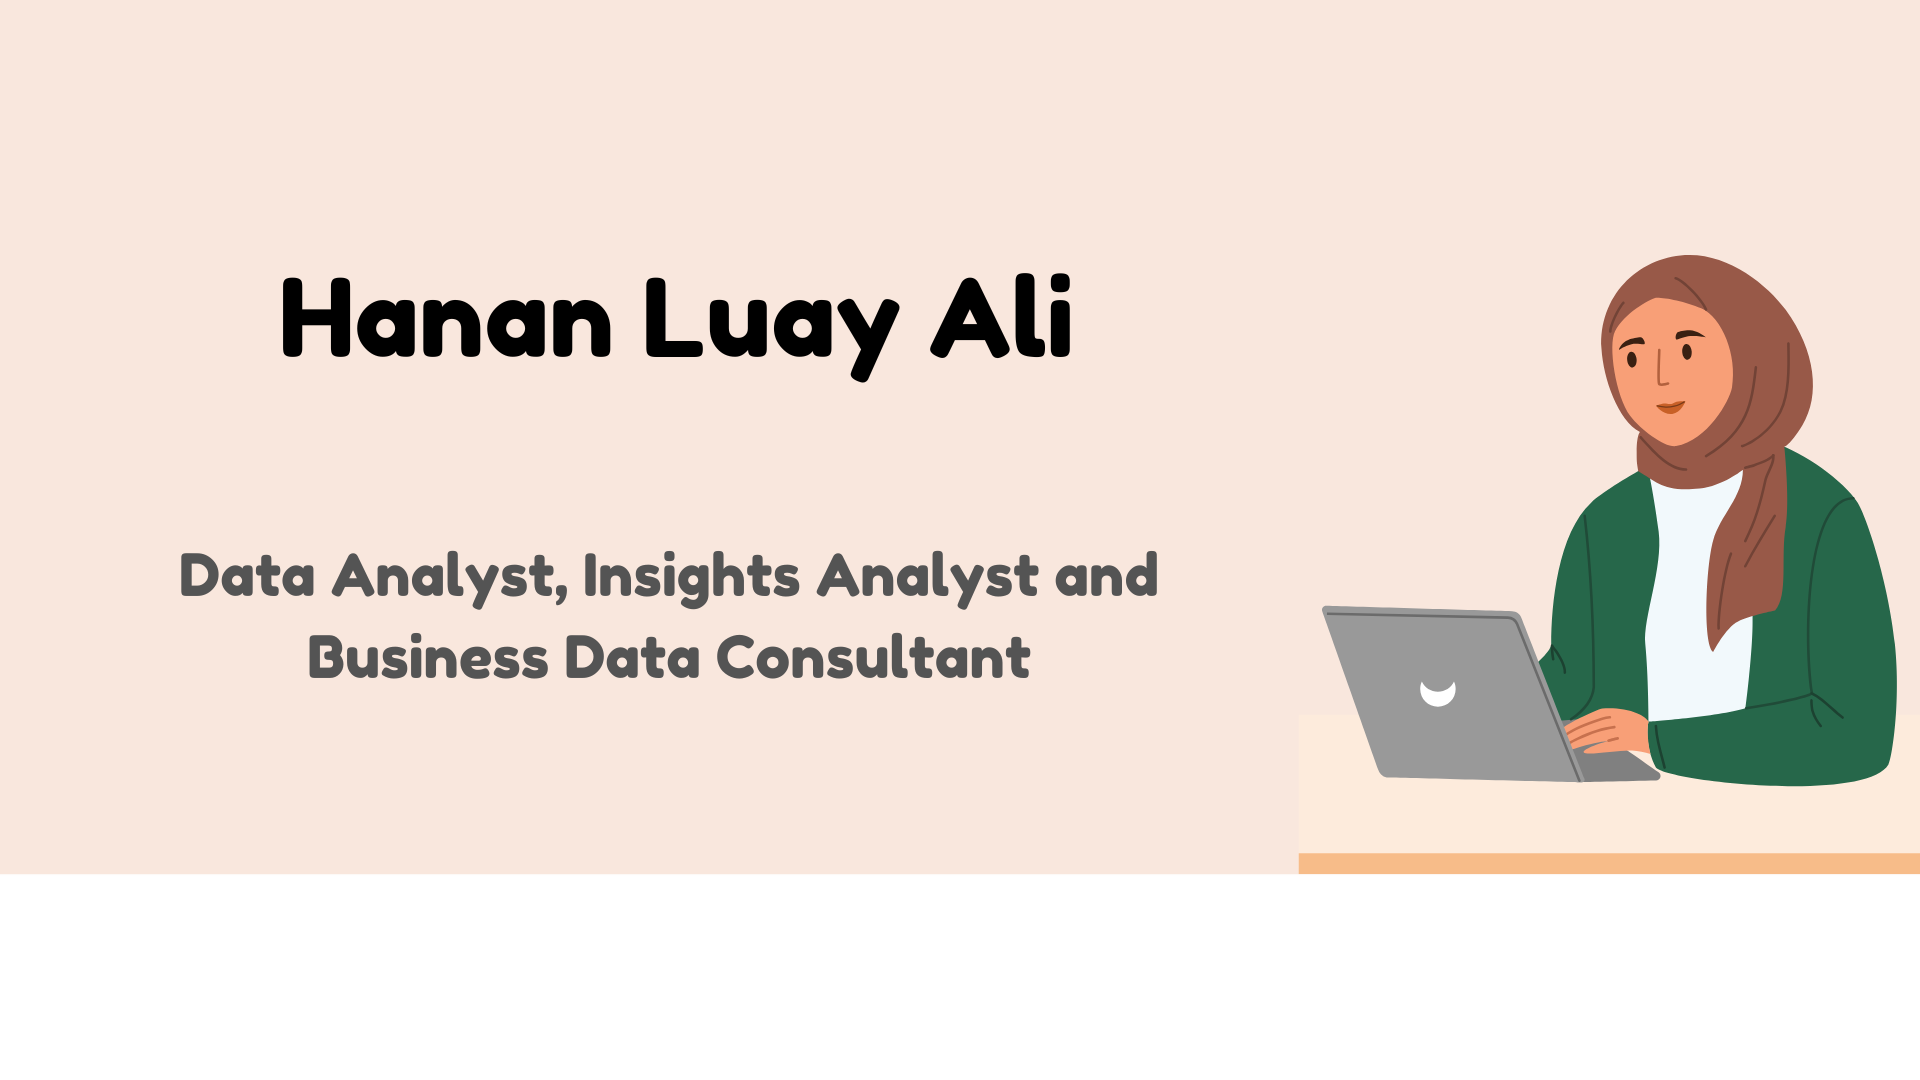 Hanan Luay Ali
Data Analyst, Insights Analyst and
Business Data Consultant